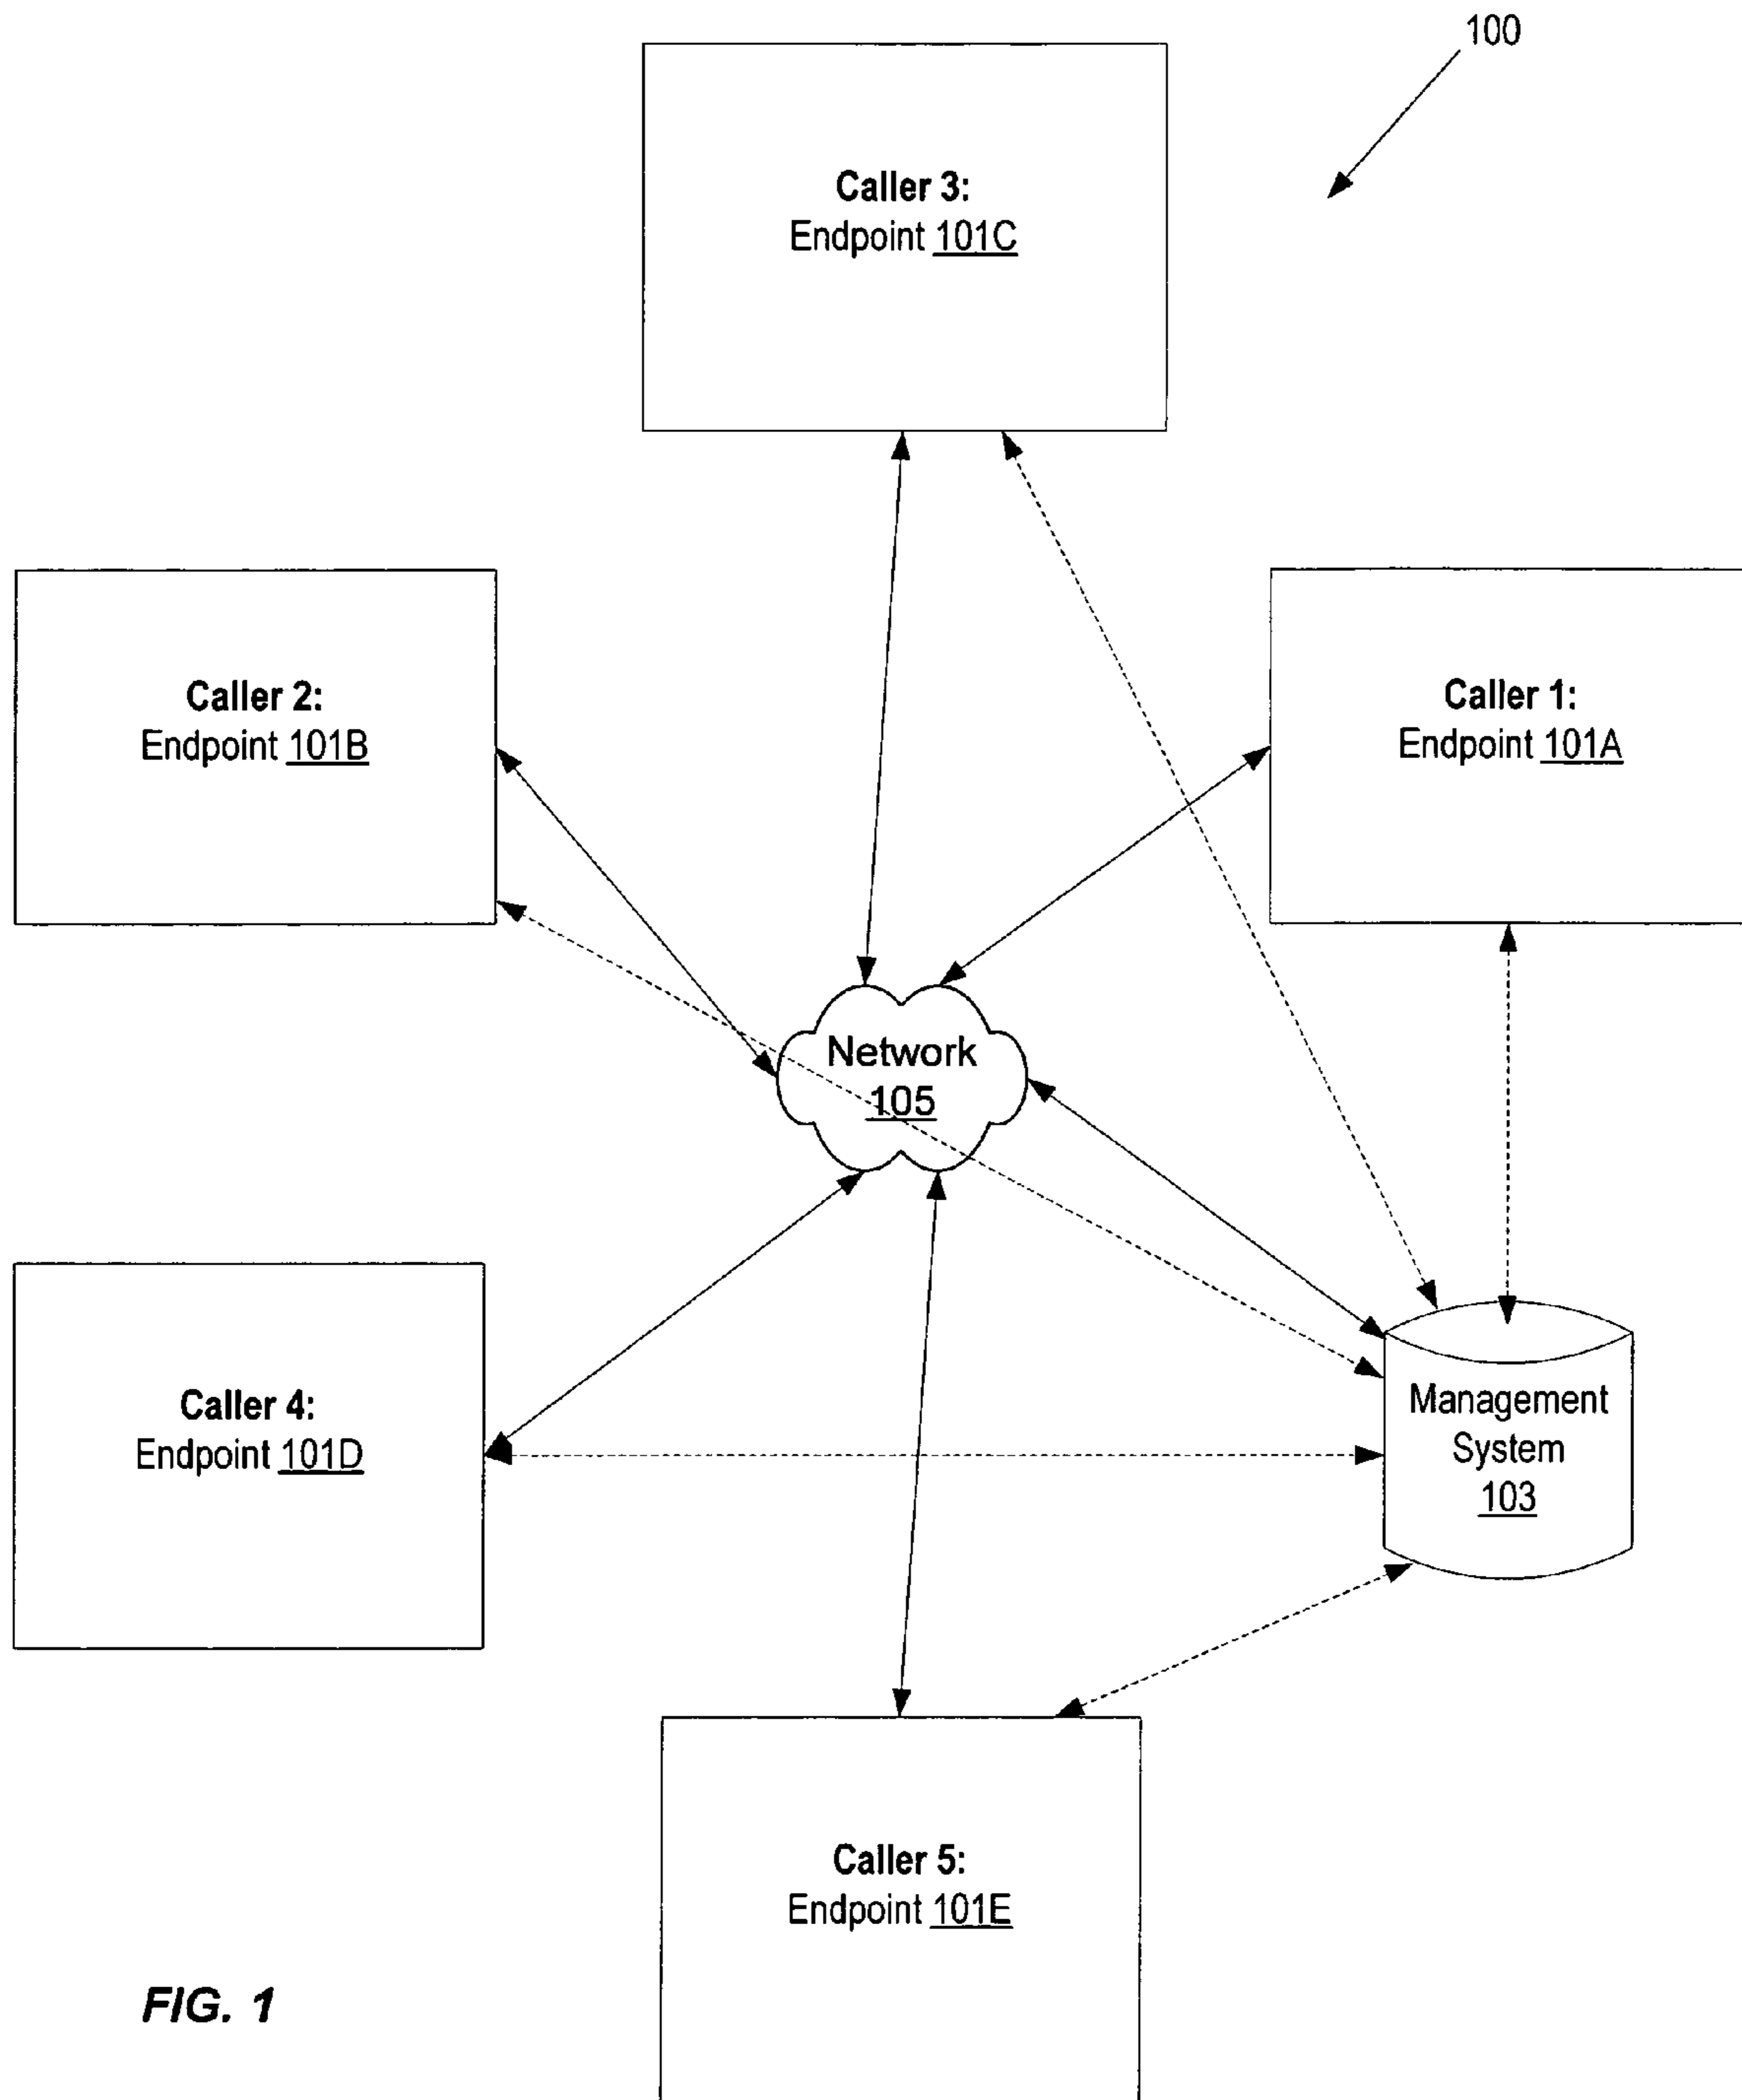 100
Caller 3:
Endpoint 101C
Caller 2:
Endpoint 101B
Caller 1:
Endpoint 101A
Network
105
Caller 4:
Endpoint 101D
Management
System
103
Caller 5:
Endpoint 101E
FIG. 1